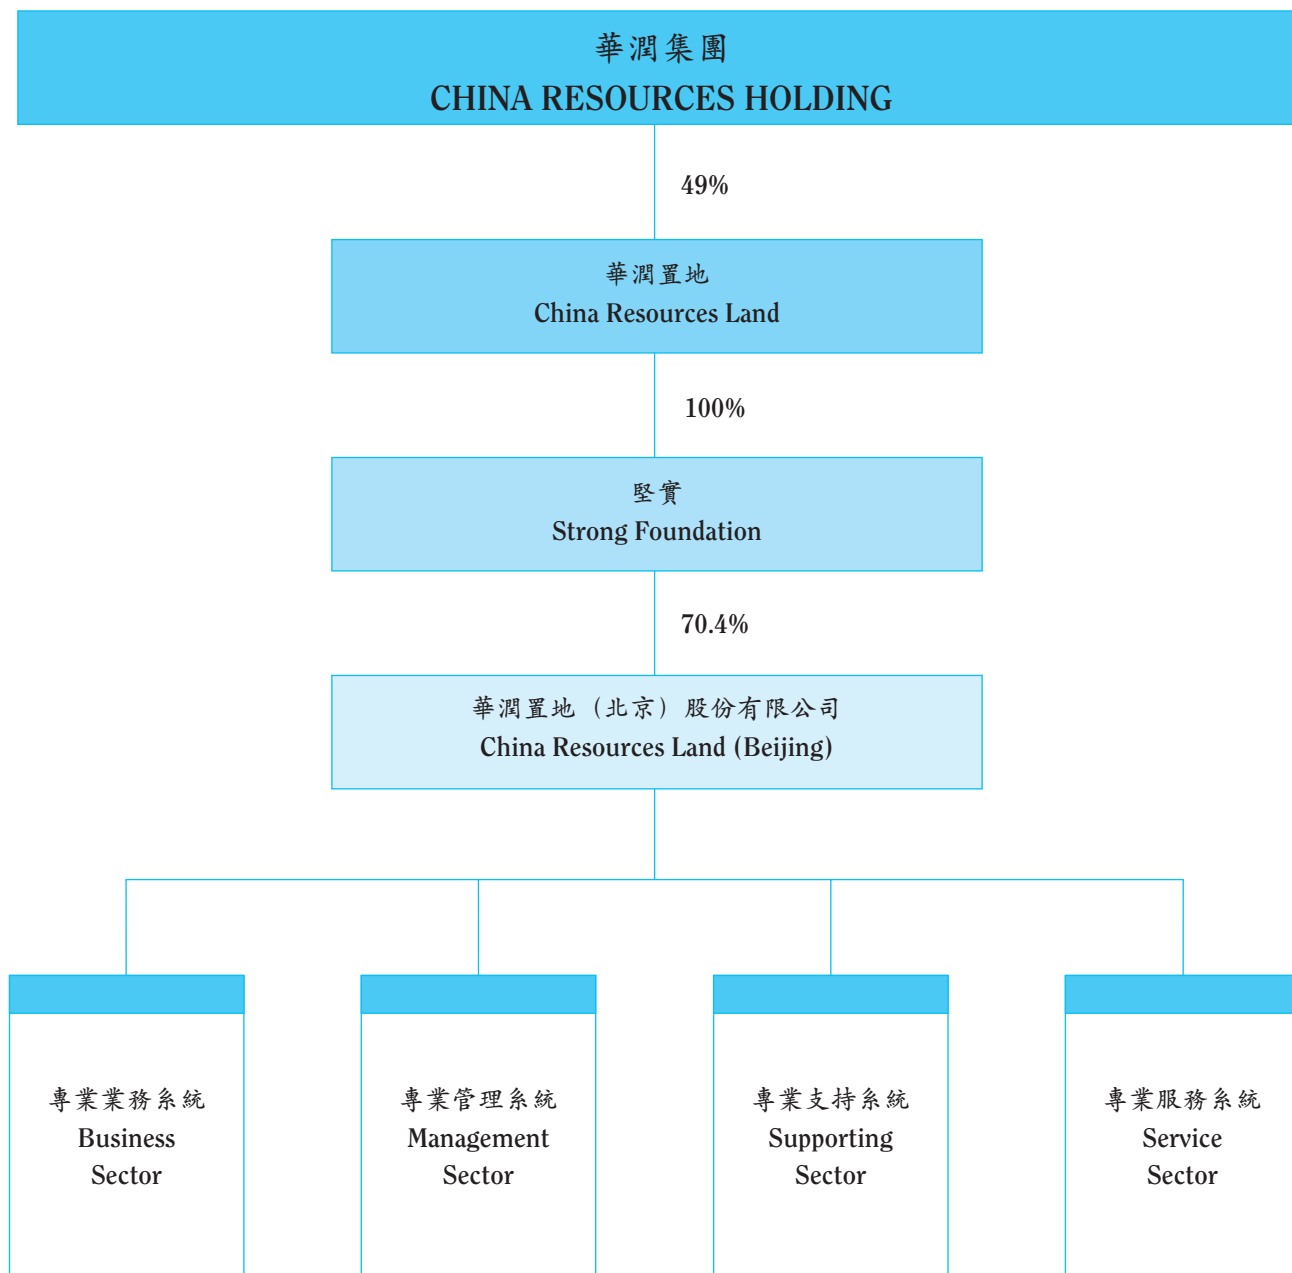 華潤集團
CHINA RESOURCES HOLDING
49%
華潤置地
China Resources Land
100%
堅實
Strong Foundation
70.4%
華潤置地（北京）股份有限公司
China Resources Land (Beijing)
專業業務系統
Business
Sector
專業管理系統
Management
Sector
專業支持系統
Supporting
Sector
專業服務系統
Service
Sector